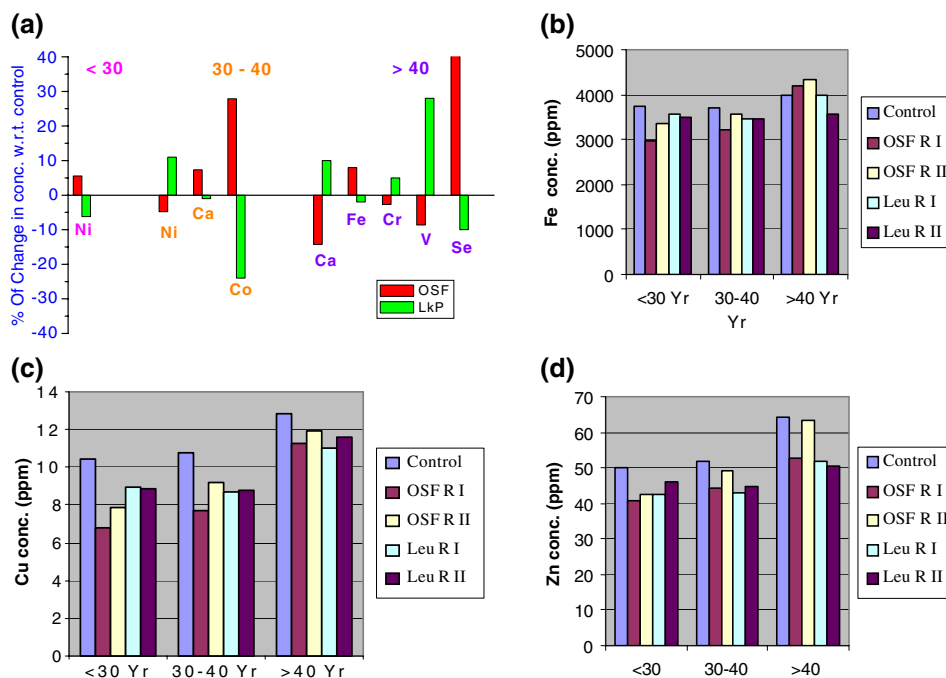 (a)
% Of Change in conc. w.r.t. control
40
30
20
10
0
-10
-20
-30
-40
< 30
30 - 40
> 40
Ni
Ni
Ca
Co
Ca
Fe
Cr
V
Se
OSF
LkP
(b)
Fe conc. (ppm)
5000
4000
3000
2000
1000
0
<30 Yr
30-40
Yr
>40 Yr
Control
OSF R I
OSF R II
Leu R I
Leu R II
(c)
Cu conc. (ppm)
14
12
10
8
6
4
2
0
<30 Yr
30-40 Yr
>40 Yr
Control
OSF R I
OSF R II
Leu R I
Leu R II
(d)
Zn conc. (ppm)
70
60
50
40
30
20
10
0
<30
30-40
>40
Control
OSF R I
OSF R II
Leu R I
Leu R II